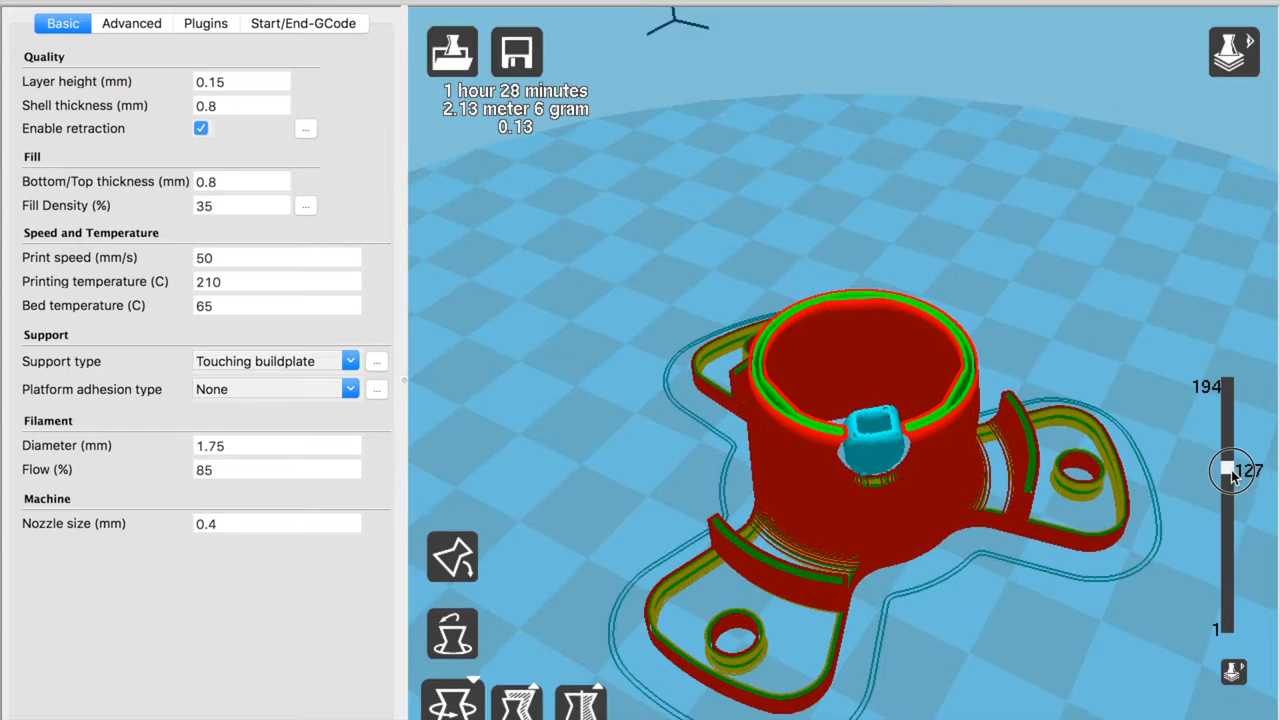 Basic Advanced Plugins Start/End-GCode
Quality
Layer height (mm) 0.15
Shell thickness (mm) 0.8
Enable retraction ...
Fill
Bottom/Top thickness (mm) 0.8
Fill Density (%) 35 ...
Speed and Temperature
Print speed (mm/s) 50
Printing temperature (C) 210
Bed temperature (C) 65
Support
Support type Touching buildplate ...
Platform adhesion type None ...
Filament
Diameter (mm) 1.75
Flow (%) 85
Machine
Nozzle size (mm) 0.4
1 hour 28 minutes
2.13 meter 6 gram
0.13
194
127
1